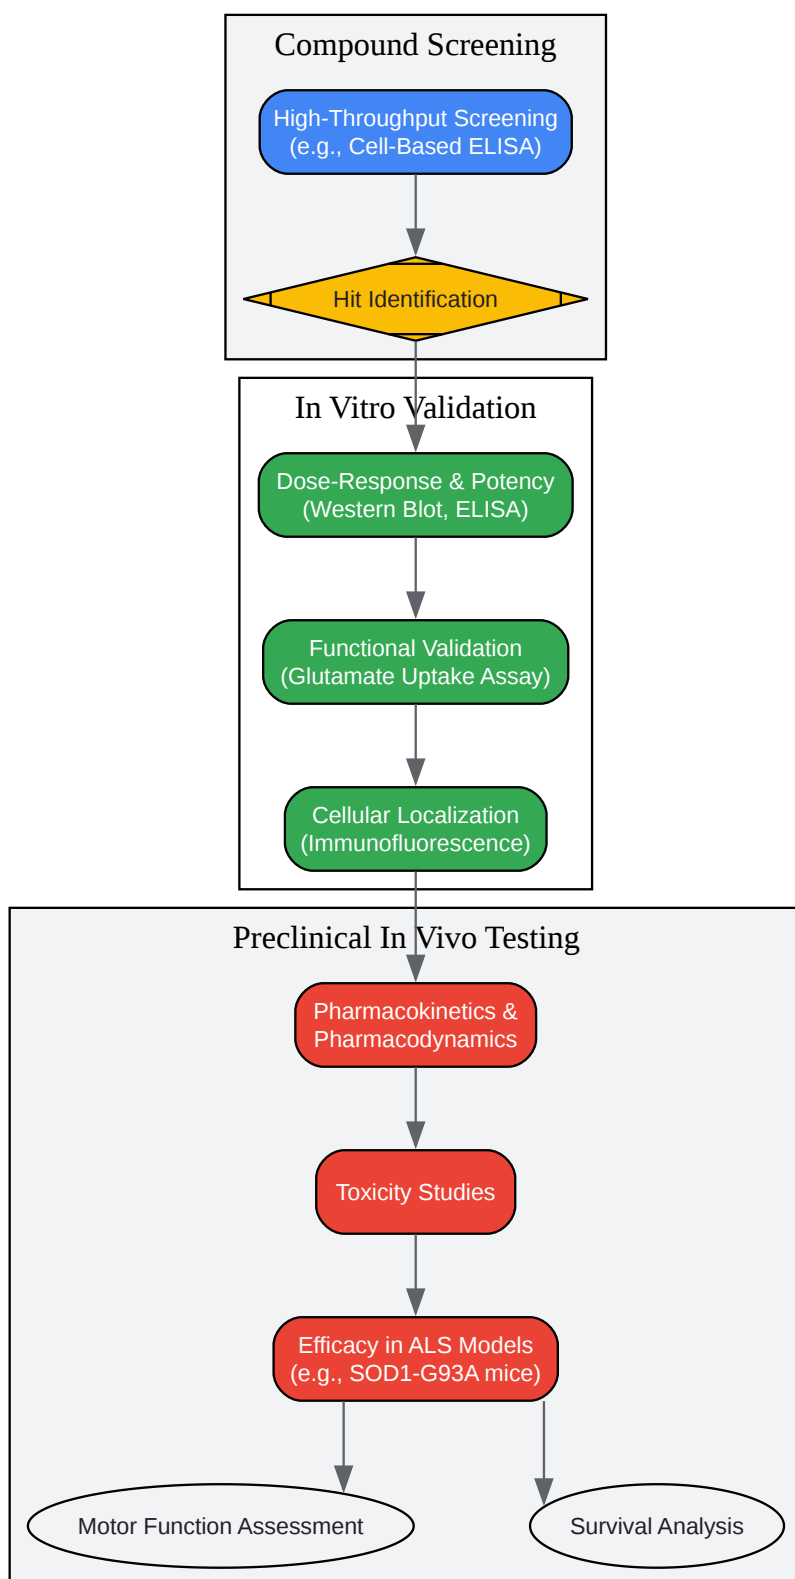 Compound Screening
High-Throughput Screening
(e.g., Cell-Based ELISA)
Hit Identification
In Vitro Validation
Dose-Response & Potency
(Western Blot, ELISA)
Functional Validation
(Glutamate Uptake Assay)
Cellular Localization
(Immunofluorescence)
Preclinical In Vivo Testing
Pharmacokinetics &
Pharmacodynamics
Toxicity Studies
Efficacy in ALS Models
(e.g., SOD1-G93A mice)
Motor Function Assessment
Survival Analysis